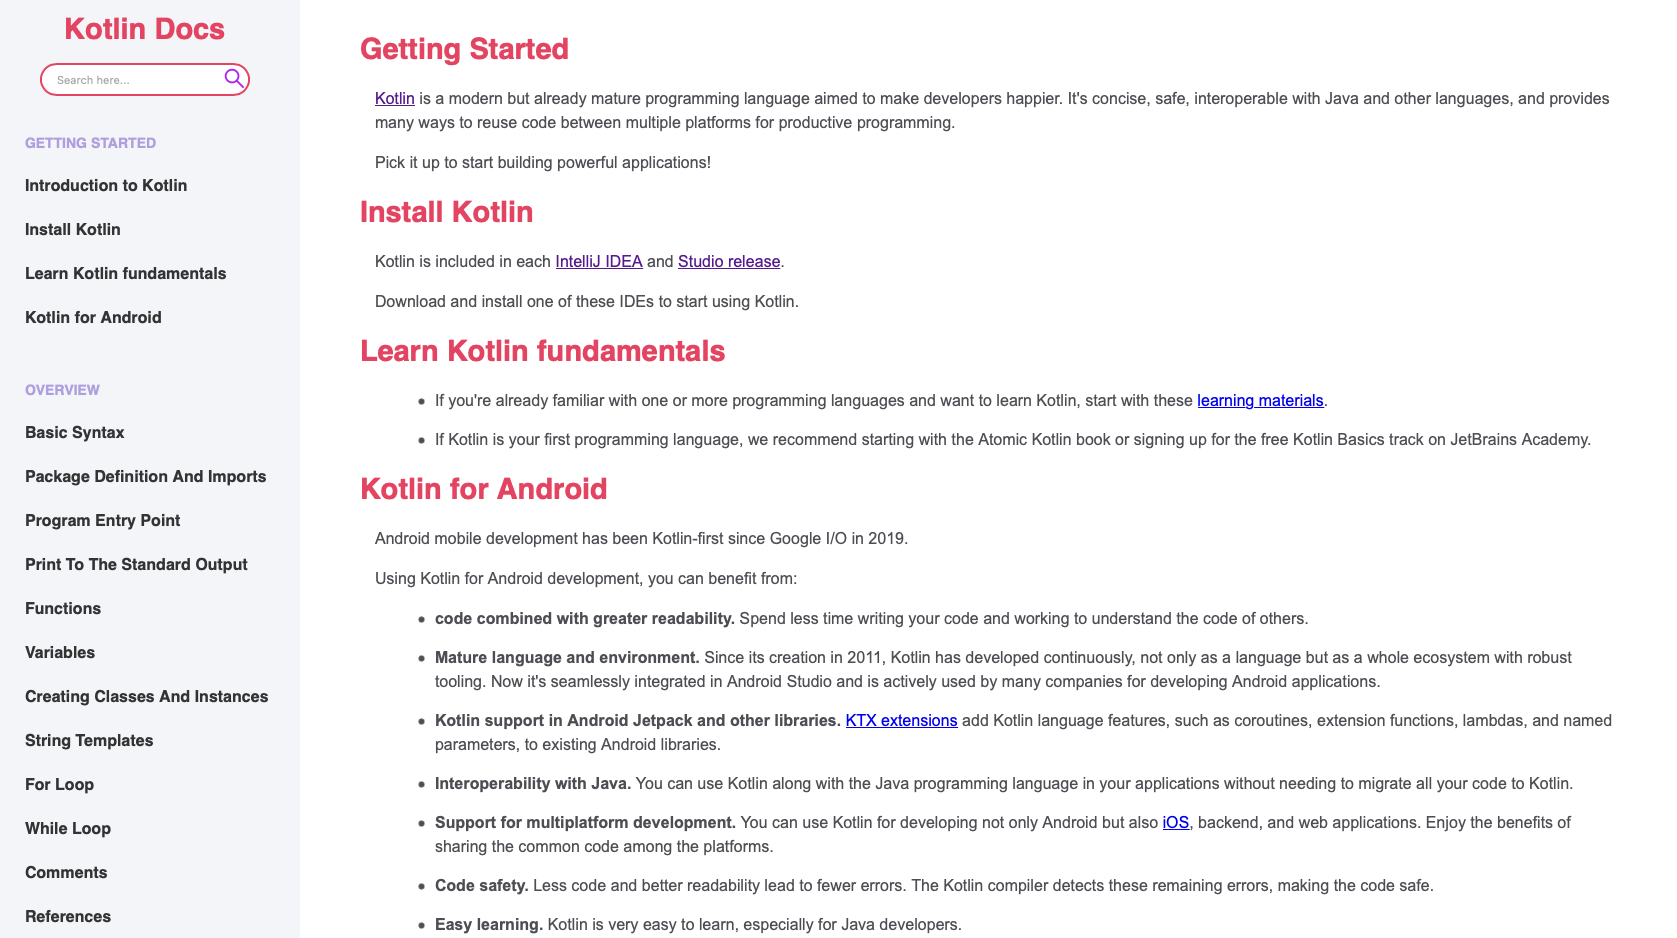 Kotlin Docs
Search here...
GETTING STARTED
Introduction to Kotlin
Install Kotlin
Learn Kotlin fundamentals
Kotlin for Android
OVERVIEW
Basic Syntax
Package Definition And Imports
Program Entry Point
Print To The Standard Output
Functions
Variables
Creating Classes And Instances
String Templates
For Loop
While Loop
Comments
References
Getting Started
Kotlin is a modern but already mature programming language aimed to make developers happier. It's concise, safe, interoperable with Java and other languages, and provides
many ways to reuse code between multiple platforms for productive programming.
Pick it up to start building powerful applications!
Install Kotlin
Kotlin is included in each IntelliJ IDEA and Studio release.
Download and install one of these IDEs to start using Kotlin.
Learn Kotlin fundamentals
• If you're already familiar with one or more programming languages and want to learn Kotlin, start with these learning materials.
• If Kotlin is your first programming language, we recommend starting with the Atomic Kotlin book or signing up for the free Kotlin Basics track on JetBrains Academy.
Kotlin for Android
Android mobile development has been Kotlin-first since Google I/O in 2019.
Using Kotlin for Android development, you can benefit from:
• code combined with greater readability. Spend less time writing your code and working to understand the code of others.
• Mature language and environment. Since its creation in 2011, Kotlin has developed continuously, not only as a language but as a whole ecosystem with robust
tooling. Now it's seamlessly integrated in Android Studio and is actively used by many companies for developing Android applications.
• Kotlin support in Android Jetpack and other libraries. KTX extensions add Kotlin language features, such as coroutines, extension functions, lambdas, and named
parameters, to existing Android libraries.
• Interoperability with Java. You can use Kotlin along with the Java programming language in your applications without needing to migrate all your code to Kotlin.
• Support for multiplatform development. You can use Kotlin for developing not only Android but also iOS, backend, and web applications. Enjoy the benefits of
sharing the common code among the platforms.
• Code safety. Less code and better readability lead to fewer errors. The Kotlin compiler detects these remaining errors, making the code safe.
• Easy learning. Kotlin is very easy to learn, especially for Java developers.